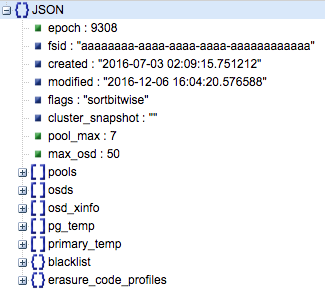 JSON
epoch : 9308
fsid : "aaaaaaaa-aaaa-aaaa-aaaa-aaaaaaaaaaaa"
created : "2016-07-03 02:09:15.751212"
modified : "2016-12-06 16:04:20.576588"
flags : "sortbitwise"
cluster_snapshot : ""
pool_max : 7
max_osd : 50
pools
osds
osd_xinfo
pg_temp
primary_temp
blacklist
erasure_code_profiles